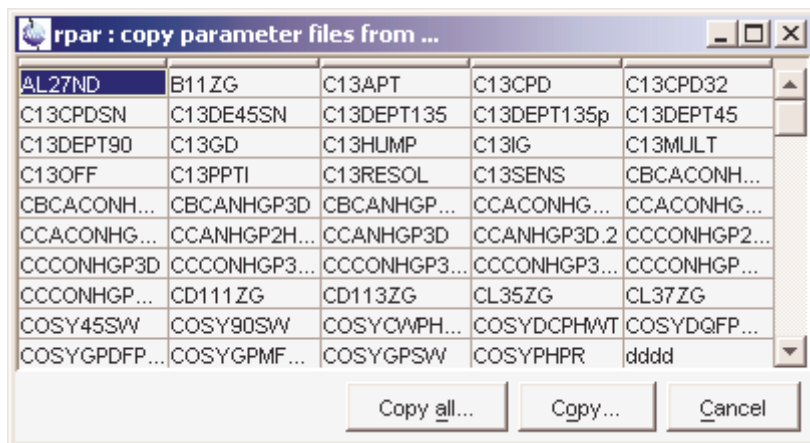 rpar : copy parameter files from ...
AL27ND B11ZG C13APT C13CPD C13CPD32
C13CPDSN C13DE45SN C13DEPT135 C13DEPT135p C13DEPT45
C13DEPT90 C13GD C13HUMP C13IG C13MULT
C13OFF C13PPTI C13RESOL C13SENS CBCACONH...
CBCACONH... CBCANHGP3D CBCANHGP... CCACONHG... CCACONHG...
CCACONHG... CCANHGP2H... CCANHGP3D CCANHGP3D.2 CCCONHGP2...
CCCONHGP3D CCCONHGP3... CCCONHGP3... CCCONHGP3... CCCONHGP...
CCCONHGP... CD111ZG CD113ZG CL35ZG CL37ZG
COSY45SW COSY90SW COSYCWPH... COSYDCPHWT COSYDQFP...
COSYGPDFP... COSYGPMF... COSYGPSW COSYPHPR dddd
Copy all... Copy... Cancel